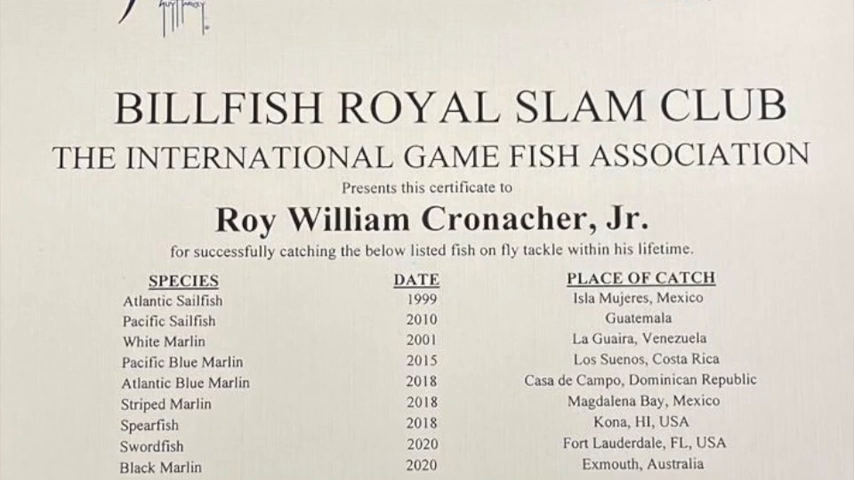 GUY HARVEY
BILLFISH ROYAL SLAM CLUB
THE INTERNATIONAL GAME FISH ASSOCIATION
Presents this certificate to
Roy William Cronacher, Jr.
for successfully catching the below listed fish on fly tackle within his lifetime.
SPECIES DATE PLACE OF CATCH
Atlantic Sailfish 1999 Isla Mujeres, Mexico
Pacific Sailfish 2010 Guatemala
White Marlin 2001 La Guaira, Venezuela
Pacific Blue Marlin 2015 Los Suenos, Costa Rica
Atlantic Blue Marlin 2018 Casa de Campo, Dominican Republic
Striped Marlin 2018 Magdalena Bay, Mexico
Spearfish 2018 Kona, HI, USA
Swordfish 2020 Fort Lauderdale, FL, USA
Black Marlin 2020 Exmouth, Australia